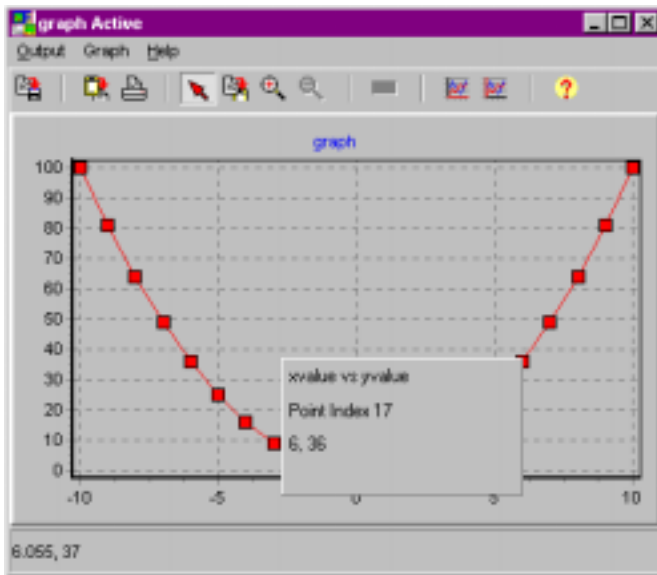 graph Active
Output Graph Help
graph
100
90
80
70
60
50
40
30
20
10
0
xvalue vs yvalue
Point Index 17
6, 36
-10 -5 0 5 10
6.055, 37